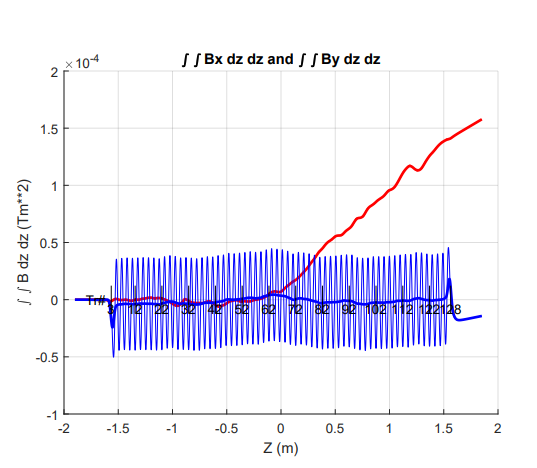 ∫ ∫ Bx dz dz and ∫ ∫ By dz dz
×10⁻⁴
2
1.5
1
0.5
0
-0.5
-1
∫ ∫ B dz dz (Tm**2)
Tr# 12 22 32 42 52 62 72 82 92 102 112 122 128
-2 -1.5 -1 -0.5 0 0.5 1 1.5 2
Z (m)